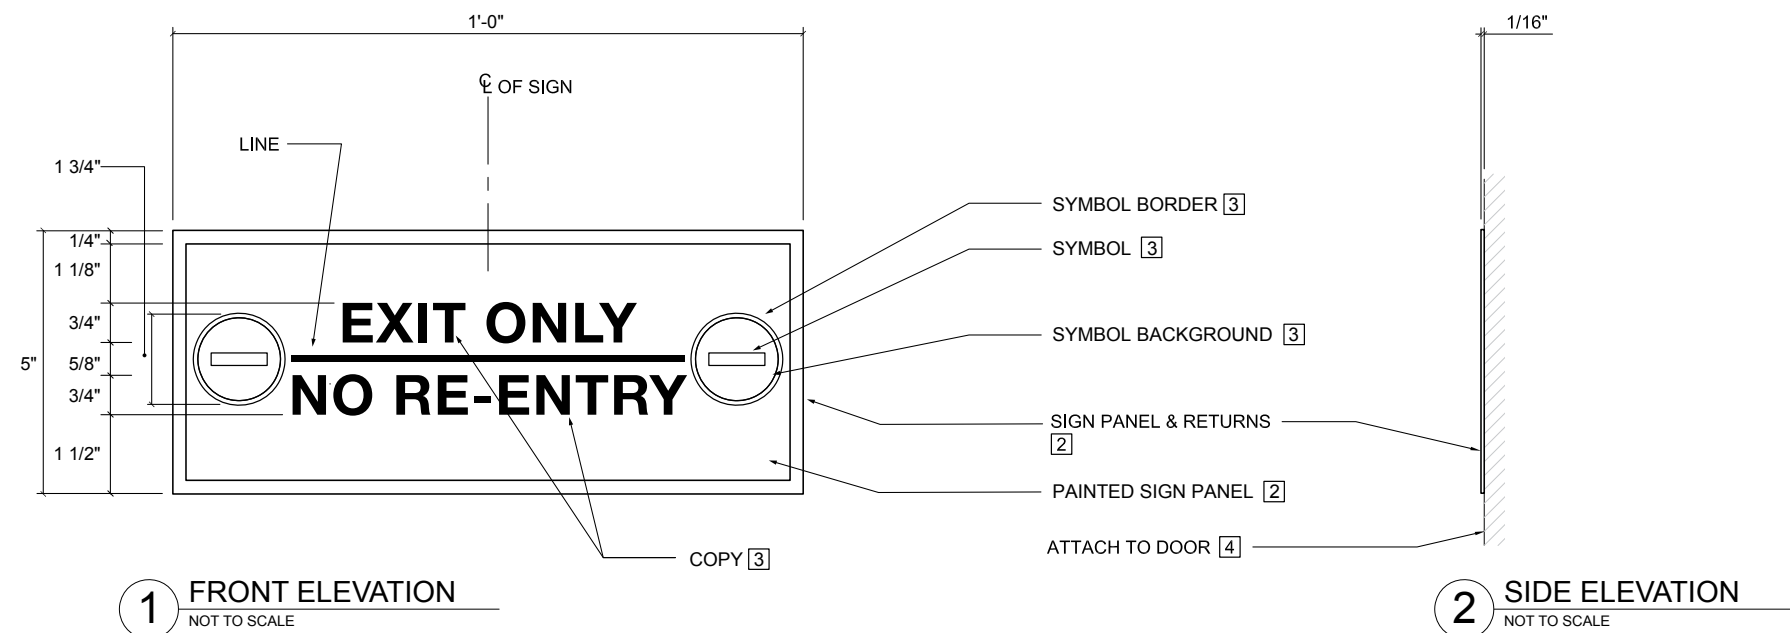 1'-0"
1/16"
℄ OF SIGN
LINE
1 3/4"
SYMBOL BORDER 3
1/4"
SYMBOL 3
1 1/8"
EXIT ONLY
3/4"
SYMBOL BACKGROUND 3
5"
5/8"
NO RE-ENTRY
3/4"
SIGN PANEL & RETURNS
2
1 1/2"
PAINTED SIGN PANEL 2
ATTACH TO DOOR 4
COPY 3
1 FRONT ELEVATION
NOT TO SCALE
2 SIDE ELEVATION
NOT TO SCALE